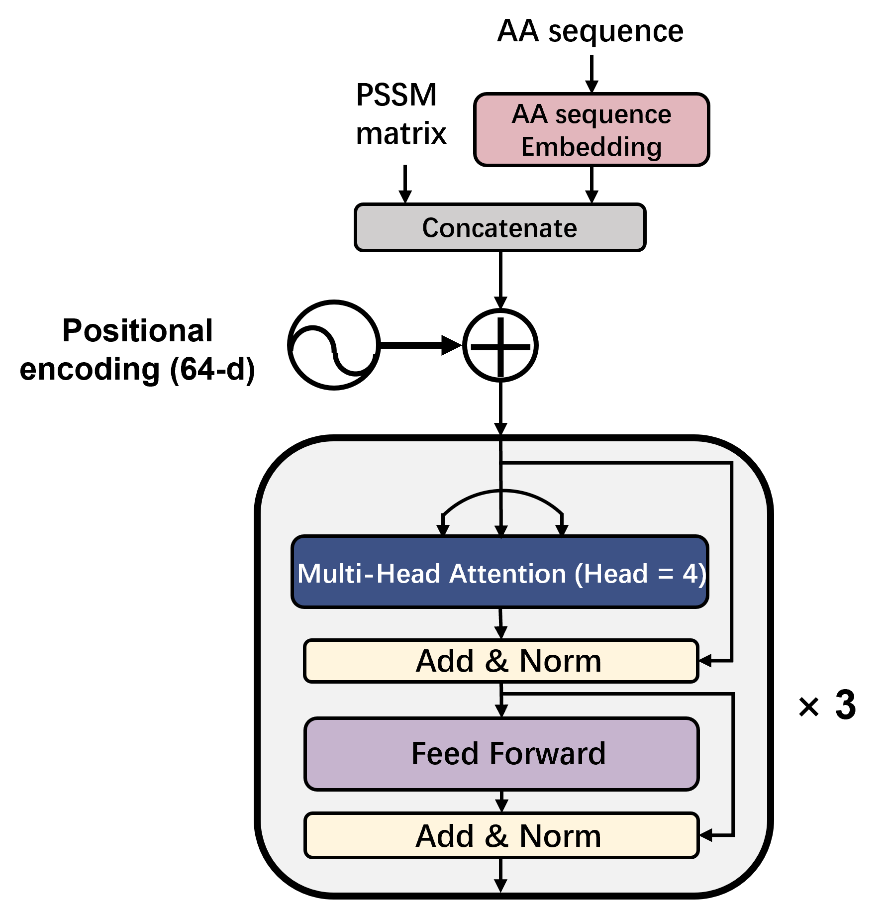 AA sequence
PSSM
matrix
AA sequence
Embedding
Concatenate
Positional
encoding (64-d)
Multi-Head Attention (Head = 4)
Add & Norm
× 3
Feed Forward
Add & Norm